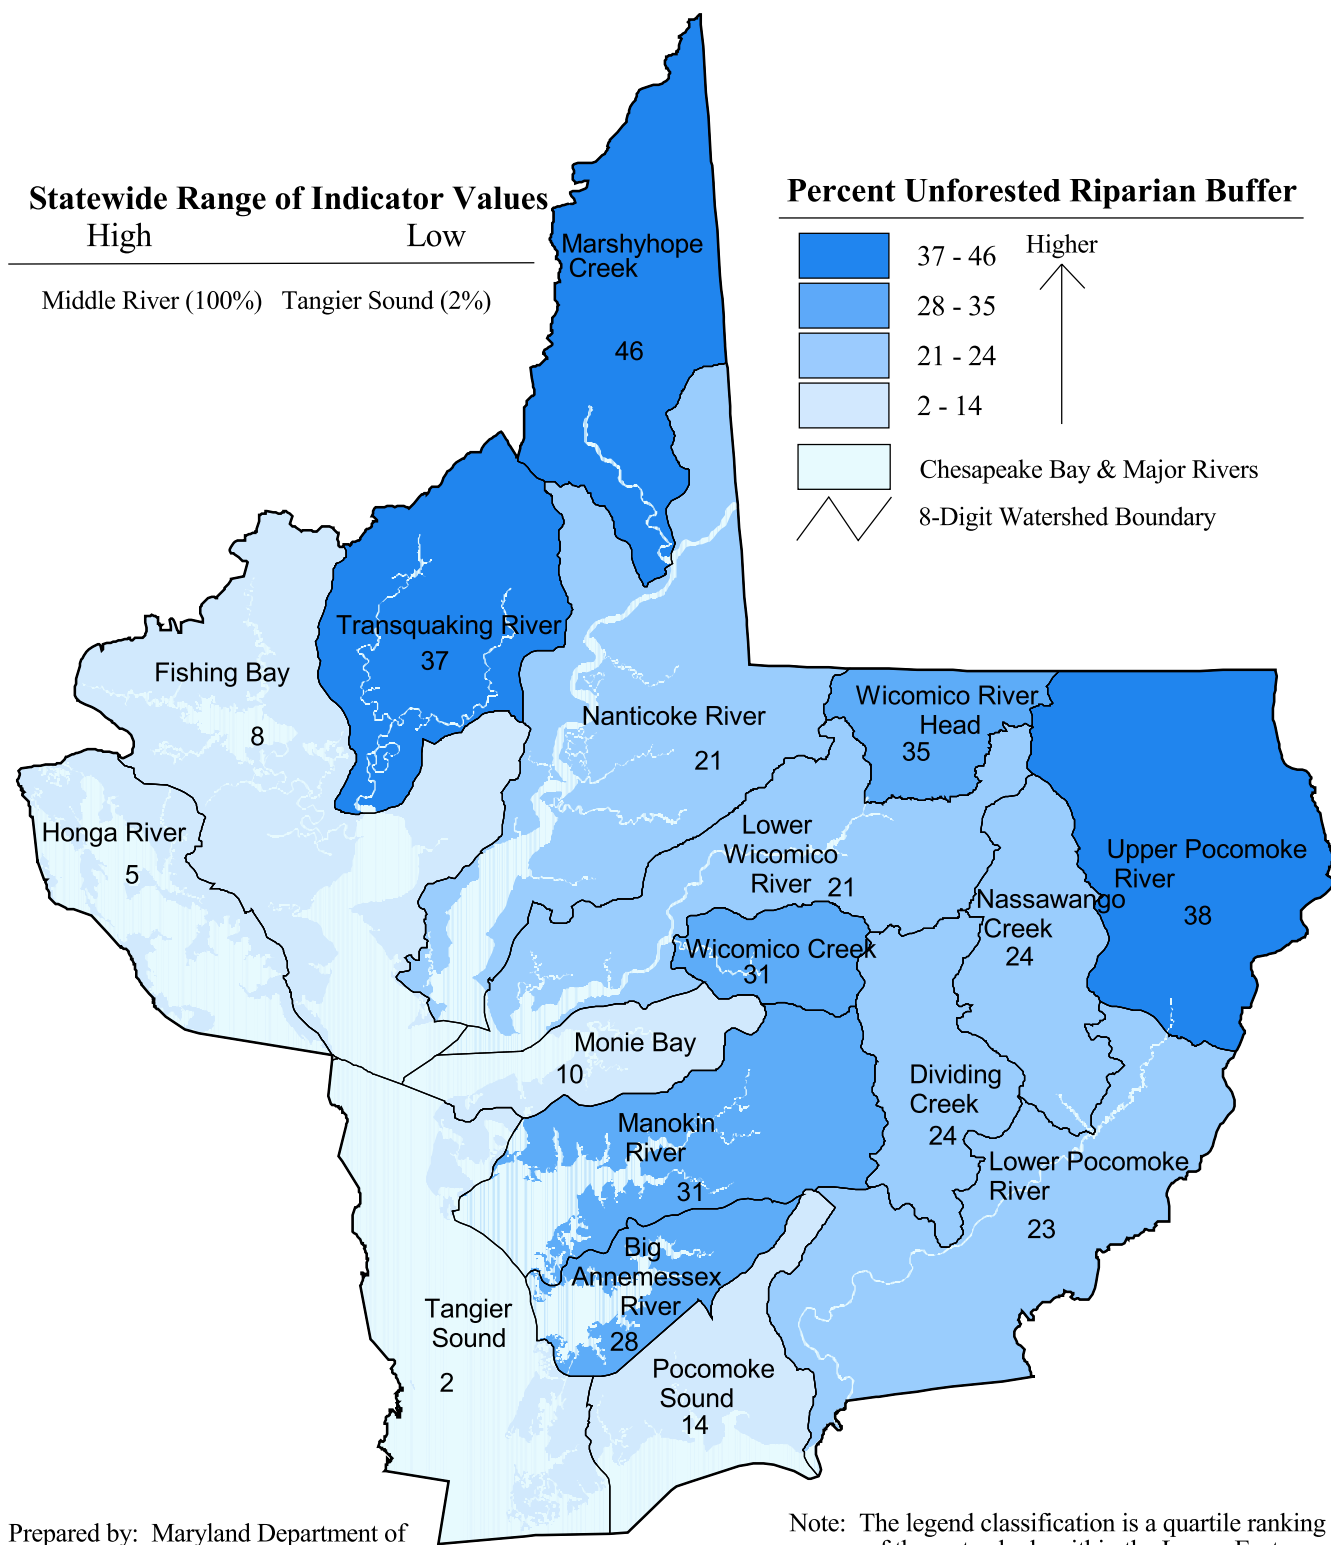 Statewide Range of Indicator Values
High Low
Middle River (100%) Tangier Sound (2%)
Percent Unforested Riparian Buffer
37 - 46 Higher
28 - 35
21 - 24
2 - 14
Chesapeake Bay & Major Rivers
8-Digit Watershed Boundary
Marshyhope
Creek
46
Transquaking River
37
Fishing Bay
8
Honga River
5
Nanticoke River
21
Wicomico River
Head
35
Lower
Wicomico
River 21
Upper Pocomoke
River
38
Nassawango
Creek
24
Wicomico Creek
31
Monie Bay
10
Dividing
Creek
24
Manokin
River
31
Lower Pocomoke
River
23
Big
Annemessex
River
28
Tangier
Sound
2
Pocomoke
Sound
14
Prepared by: Maryland Department of
Note: The legend classification is a quartile ranking